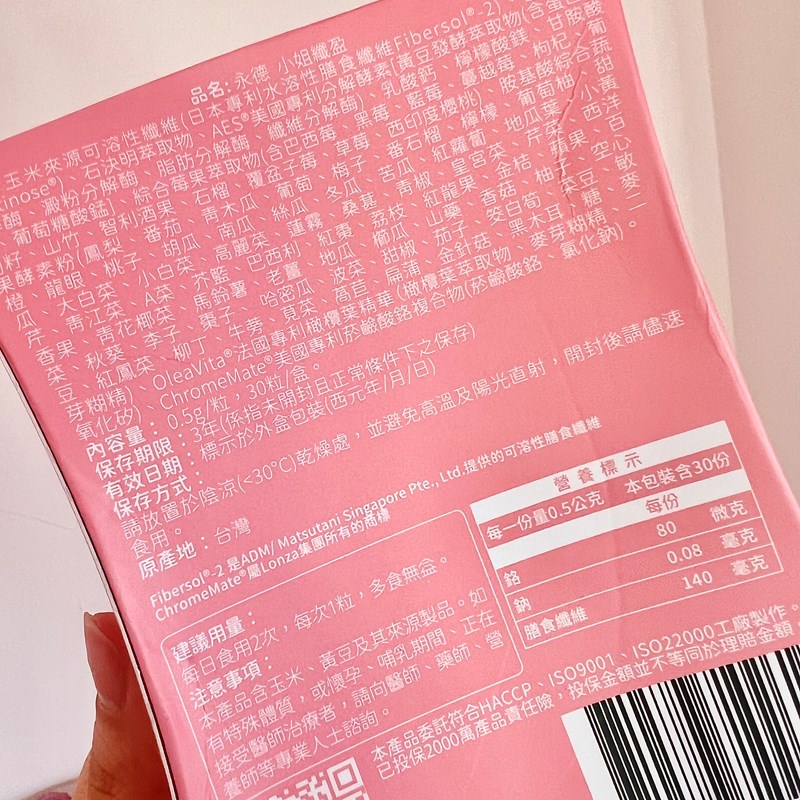 品名: 永德 小姐纖盈
玉米來源可溶性纖維(日本專利水溶性膳食纖維Fibersol®-2)
石決明萃取物、AES®美國專利分解酵素(黃豆發酵萃取物(含蛋
酶、澱粉分解酶、脂肪分解酶、纖維分解酶)、乳酸鈣、檸檬酸鎂、甘胺酸
、葡萄糖酸錳)、綜合莓果萃取物(含巴西莓、黑莓、藍莓、蔓越莓、枸杞
籽、山竹、智利酒果、石榴、覆盆子莓、草莓、西印度櫻桃)、胺基酸綜合蔬
果酵素粉(鳳梨、番茄、青木瓜、葡萄、梅子、番石榴、檸檬、葡萄柚、甜
橙、龍眼、桃子、胡瓜、南瓜、絲瓜、冬瓜、苦瓜、紅蘿蔔、地瓜葉、黃
瓜、大白菜、小白菜、高麗菜、蓮霧、桑葚、青椒、皇宮菜、芹菜、西洋
芹、青江菜、A菜、芥藍、巴西利、紅棗、荔枝、紅龍果、金桔、蘋果、百
香果、青花椰菜、馬鈴薯、老薑、地瓜、櫛瓜、山藥、香菇、柚子、空心
菜、秋葵、李子、棗子、哈密瓜、波菜、甜椒、茄子、麥白筍、菜豆、敏
豆、紅鳳菜、柳丁、牛蒡、莧菜、萵苣、扁蒲、金針菇、黑木耳、糖、麥
芽糊精)、OleaVita®法國專利橄欖葉精華(橄欖葉萃取物、麥芽糊精、二
氧化矽)、ChromeMate®美國專利菸鹼酸鉻複合物(菸鹼酸鉻、氯化鈉)。
內容量：0.5g/粒，30粒/盒。
保存期限：3年(係指未開封且正常條件下之保存)
有效日期：標示於外盒包裝(西元年/月/日)
保存方式：
請放置於陰涼(<30°C)乾燥處，並避免高溫及陽光直射，開封後請儘速
食用。
原產地：台灣
Fibersol®-2 是ADM/ Matsutani Singapore Pte., Ltd.提供的可溶性膳食纖維
ChromeMate®屬Lonza集團所有的商標
建議用量：
每日食用2次，每次1粒，多食無益。
注意事項：
本產品含玉米、黃豆及其來源製品。如
有特殊體質，或懷孕、哺乳期間、正在
接受醫師治療者，請向醫師、藥師、營
養師等專業人士諮詢。
營養標示
每一份量0.5公克 本包裝含30份
每份
鉻 80 微克
鈉 0.08 毫克
膳食纖維 140 毫克
本產品委託符合HACCP、ISO9001、ISO22000工廠製作。
已投保2000萬產品責任險，投保金額並不等同於理賠金額。